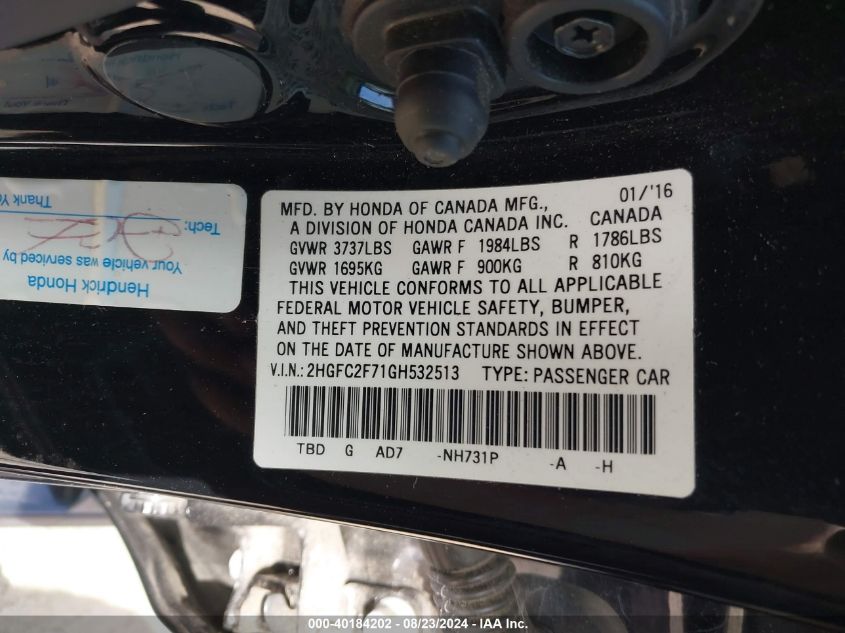 MFD. BY HONDA OF CANADA MFG., 01/'16
A DIVISION OF HONDA CANADA INC. CANADA
GVWR 3737LBS GAWR F 1984LBS R 1786LBS
GVWR 1695KG GAWR F 900KG R 810KG
THIS VEHICLE CONFORMS TO ALL APPLICABLE
FEDERAL MOTOR VEHICLE SAFETY, BUMPER,
AND THEFT PREVENTION STANDARDS IN EFFECT
ON THE DATE OF MANUFACTURE SHOWN ABOVE.
V.I.N.: 2HGFC2F71GH532513 TYPE: PASSENGER CAR
TBD G AD7 -NH731P -A -H
Hendrick Honda
Your vehicle was serviced by
Tech:
Thank Yo
000-40184202 - 08/23/2024 - IAA Inc.